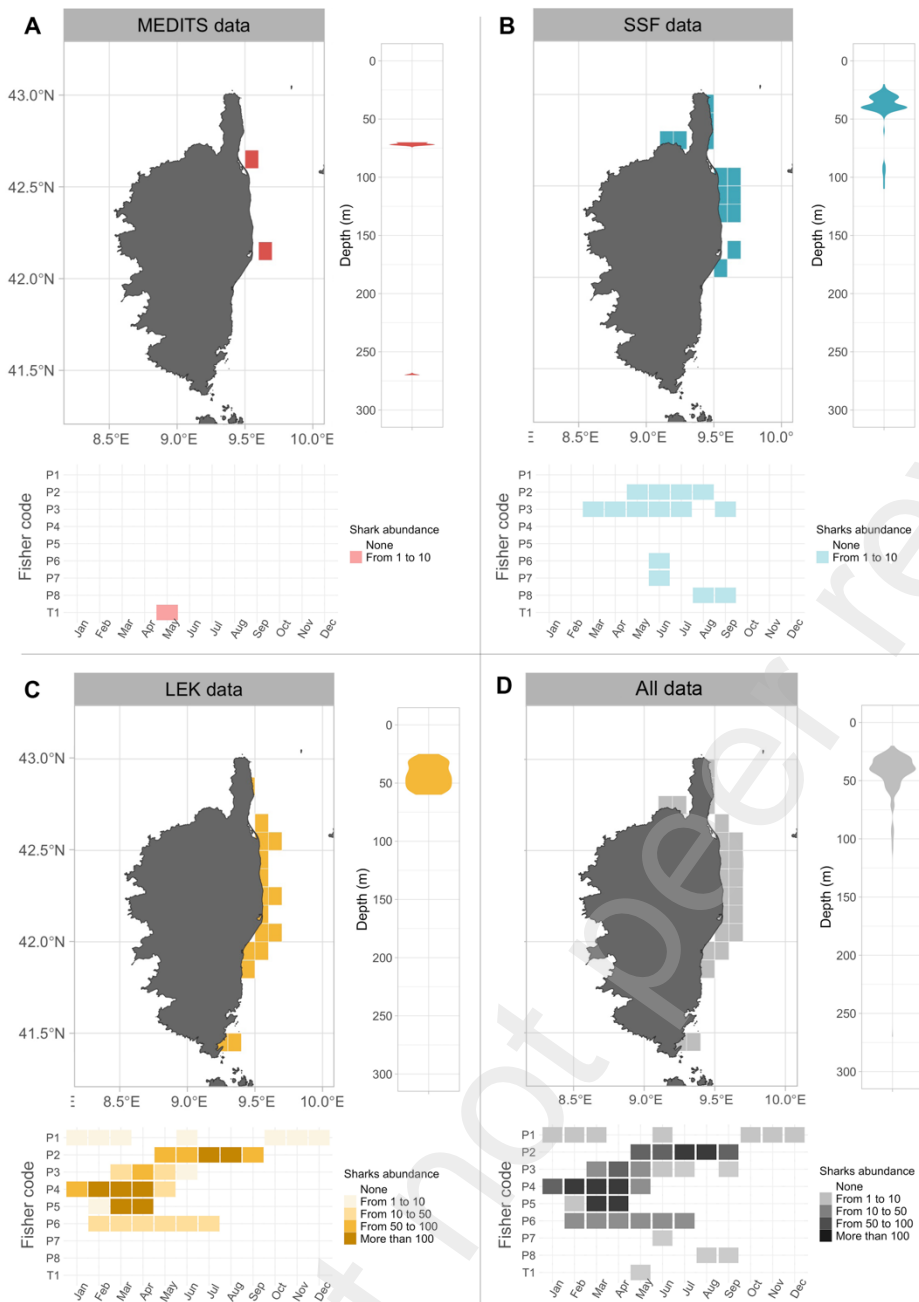 A
MEDITS data
43.0°N
42.5°N
42.0°N
41.5°N
8.5°E 9.0°E 9.5°E 10.0°E
0
50
100
150
200
250
300
Depth (m)
Fisher code
P1
P2
P3
P4
P5
P6
P7
P8
T1
Jan Feb Mar Apr May Jun Jul Aug Sep Oct Nov Dec
Shark abundance
None
From 1 to 10
B
SSF data
8.5°E 9.0°E 9.5°E 10.0°E
0
50
100
150
200
250
300
Depth (m)
Fisher code
P1
P2
P3
P4
P5
P6
P7
P8
T1
Jan Feb Mar Apr May Jun Jul Aug Sep Oct Nov Dec
Sharks abundance
None
From 1 to 10
C
LEK data
43.0°N
42.5°N
42.0°N
41.5°N
8.5°E 9.0°E 9.5°E 10.0°E
0
50
100
150
200
250
300
Depth (m)
Fisher code
P1
P2
P3
P4
P5
P6
P7
P8
T1
Jan Feb Mar Apr May Jun Jul Aug Sep Oct Nov Dec
Sharks abundance
None
From 1 to 10
From 10 to 50
From 50 to 100
More than 100
D
All data
8.5°E 9.0°E 9.5°E 10.0°E
0
50
100
150
200
250
300
Depth (m)
Fisher code
P1
P2
P3
P4
P5
P6
P7
P8
T1
Jan Feb Mar Apr May Jun Jul Aug Sep Oct Nov Dec
Sharks abundance
None
From 1 to 10
From 10 to 50
From 50 to 100
More than 100
not peer re